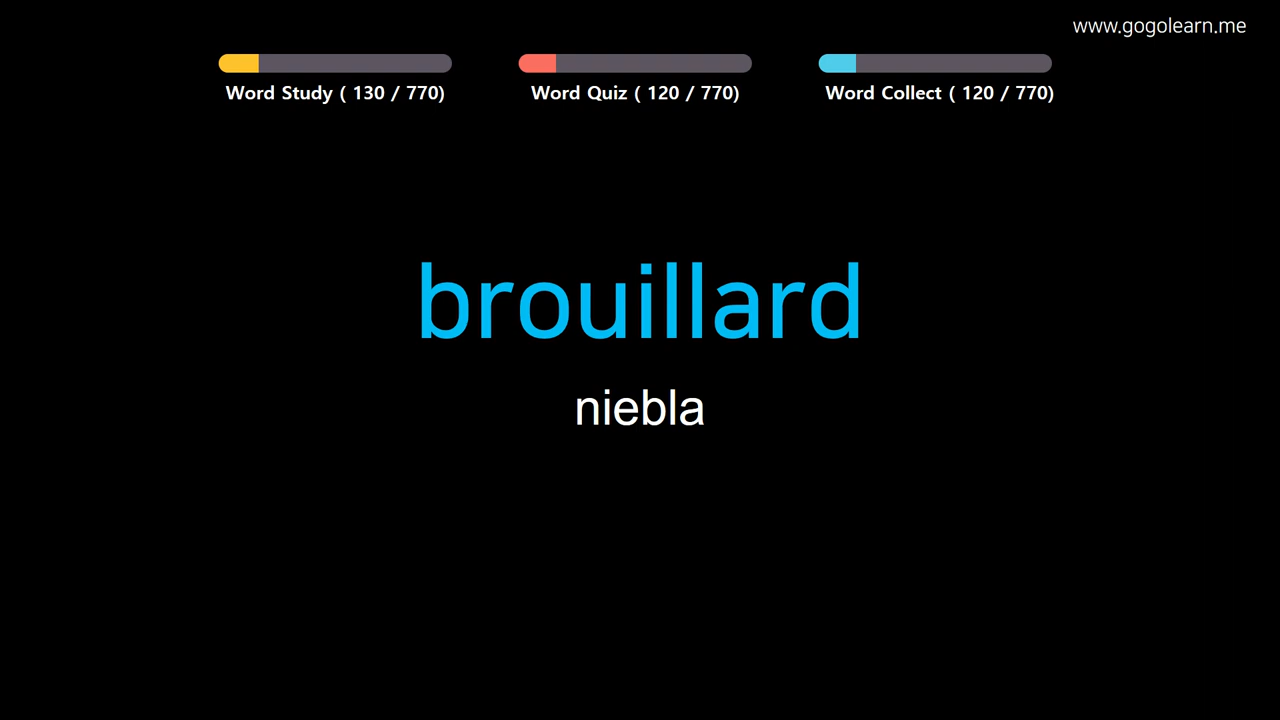 www.gogolearn.me
Word Study ( 130 / 770)
Word Quiz ( 120 / 770)
Word Collect ( 120 / 770)
brouillard
niebla